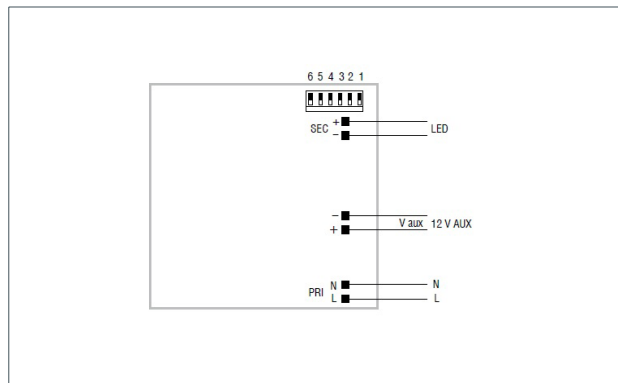 6 5 4 3 2 1
SEC + LED
-
-
+ V aux 12 V AUX
PRI N N
L L